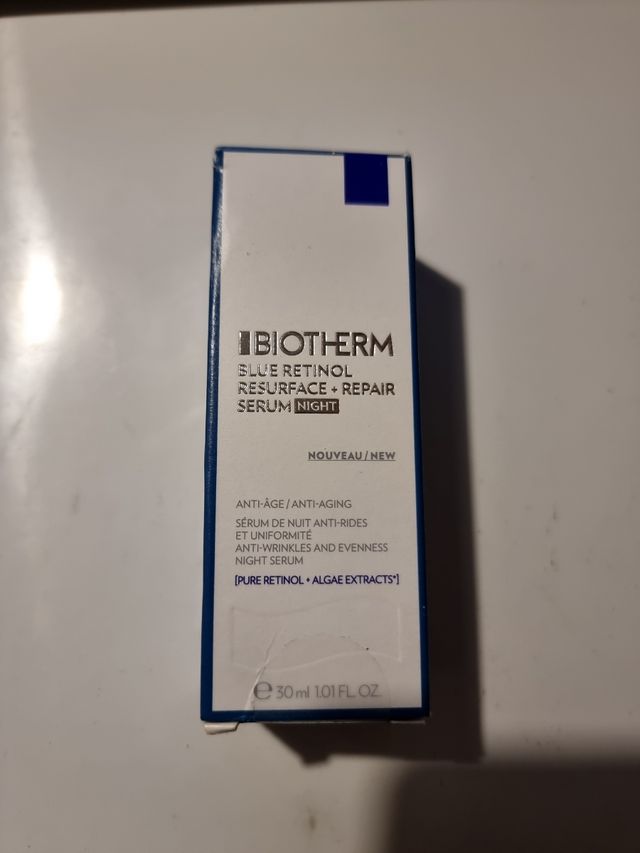 BIOTHERM
BLUE RETINOL
RESURFACE + REPAIR
SERUM NIGHT
NOUVEAU / NEW
ANTI-ÂGE / ANTI-AGING
SÉRUM DE NUIT ANTI-RIDES
ET UNIFORMITÉ
ANTI-WRINKLES AND EVENNESS
NIGHT SERUM
[PURE RETINOL + ALGAE EXTRACTS*]
℮ 30 ml 1.01 FL. OZ.